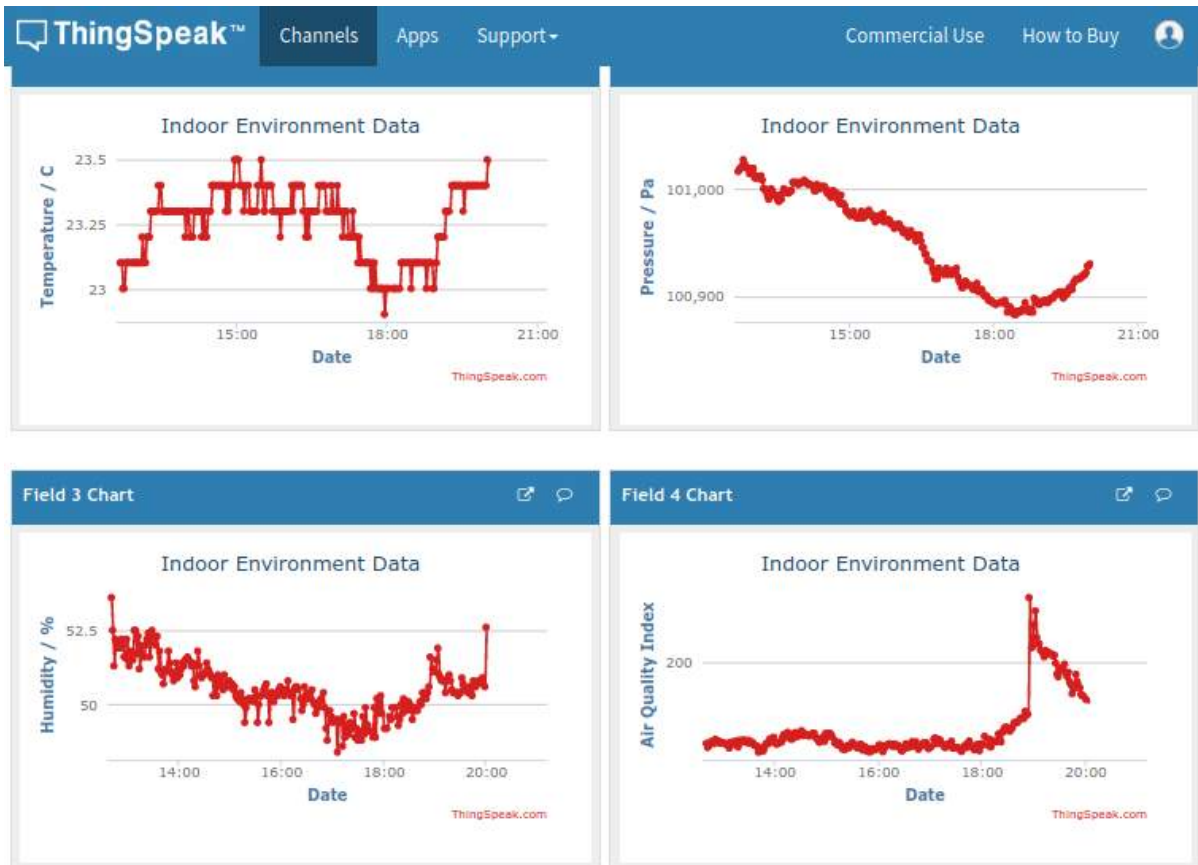 ThingSpeak™ Channels Apps Support Commercial Use How to Buy
Indoor Environment Data
Temperature / C
23.5
23.25
23
15:00 18:00 21:00
Date
ThingSpeak.com
Indoor Environment Data
Pressure / Pa
101,000
100,900
15:00 18:00 21:00
Date
ThingSpeak.com
Field 3 Chart
Indoor Environment Data
Humidity / %
52.5
50
14:00 16:00 18:00 20:00
Date
ThingSpeak.com
Field 4 Chart
Indoor Environment Data
Air Quality Index
200
14:00 16:00 18:00 20:00
Date
ThingSpeak.com